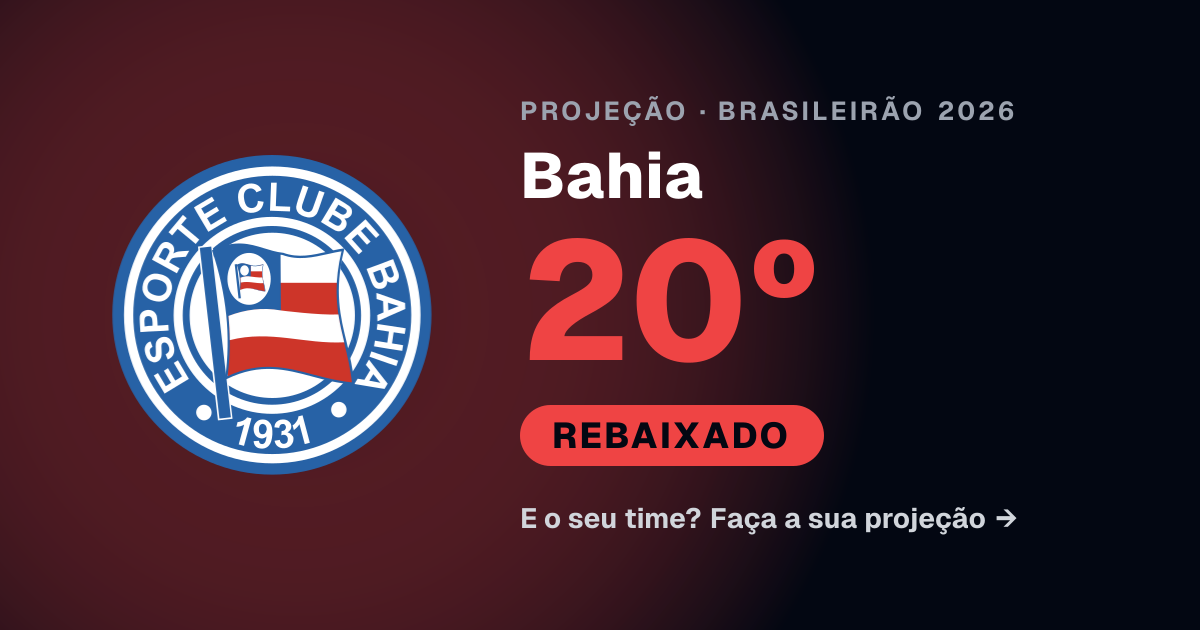 ESPORTE CLUBE BAHIA
1931
PROJEÇÃO · BRASILEIRÃO 2026
Bahia
20º
REBAIXADO
E o seu time? Faça a sua projeção →